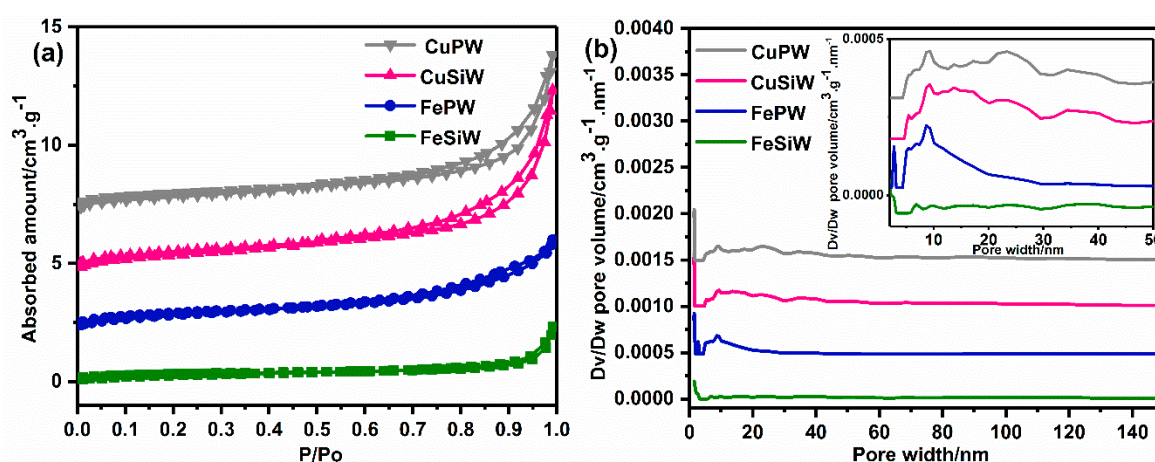 (a)
CuPW
CuSiW
FePW
FeSiW
Absorbed amount/cm³.g⁻¹
15
10
5
0
0.0 0.1 0.2 0.3 0.4 0.5 0.6 0.7 0.8 0.9 1.0
P/Po
(b)
CuPW
CuSiW
FePW
FeSiW
Dv/Dw pore volume/cm³.g⁻¹.nm⁻¹
0.0040
0.0035
0.0030
0.0025
0.0020
0.0015
0.0010
0.0005
0.0000
0 20 40 60 80 100 120 140
Pore width/nm
Dv/Dw pore volume/cm³.g⁻¹.nm⁻¹
0.0005
0.0000
10 20 30 40 50
Pore width/nm